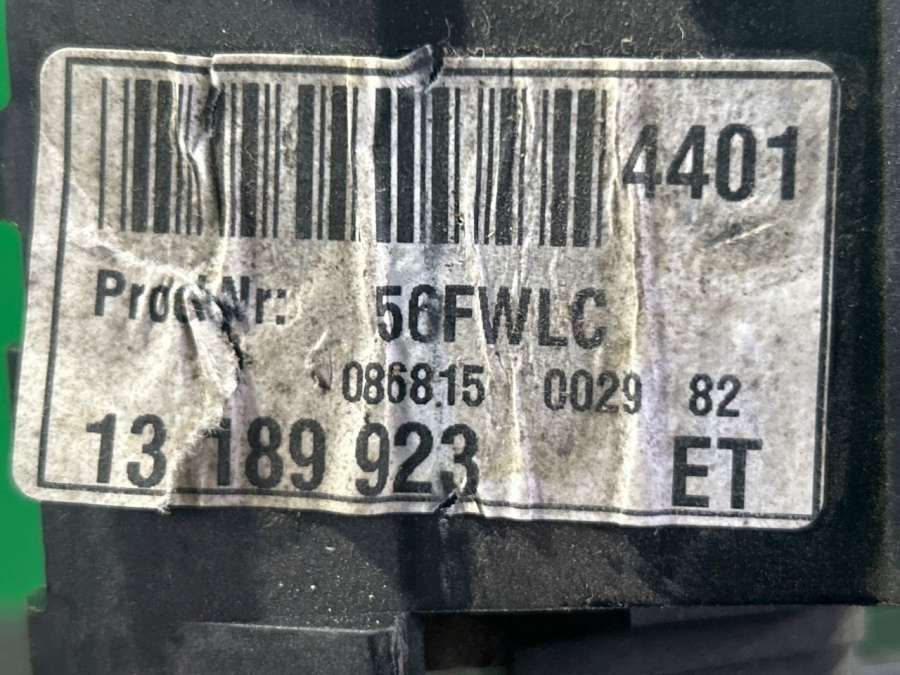 4401
Prod Nr: 56FWLC
086815 0029 82
13 189 923 ET